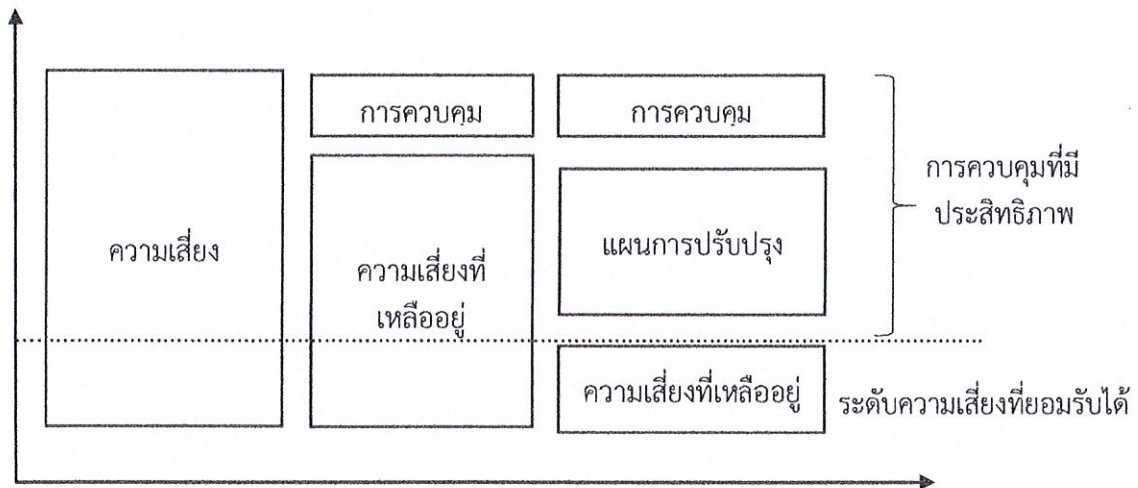 การควบคุม
การควบคุม
การควบคุมที่มี
ประสิทธิภาพ
ความเสี่ยง
แผนการปรับปรุง
ความเสี่ยงที่
เหลืออยู่
ความเสี่ยงที่เหลืออยู่
ระดับความเสี่ยงที่ยอมรับได้